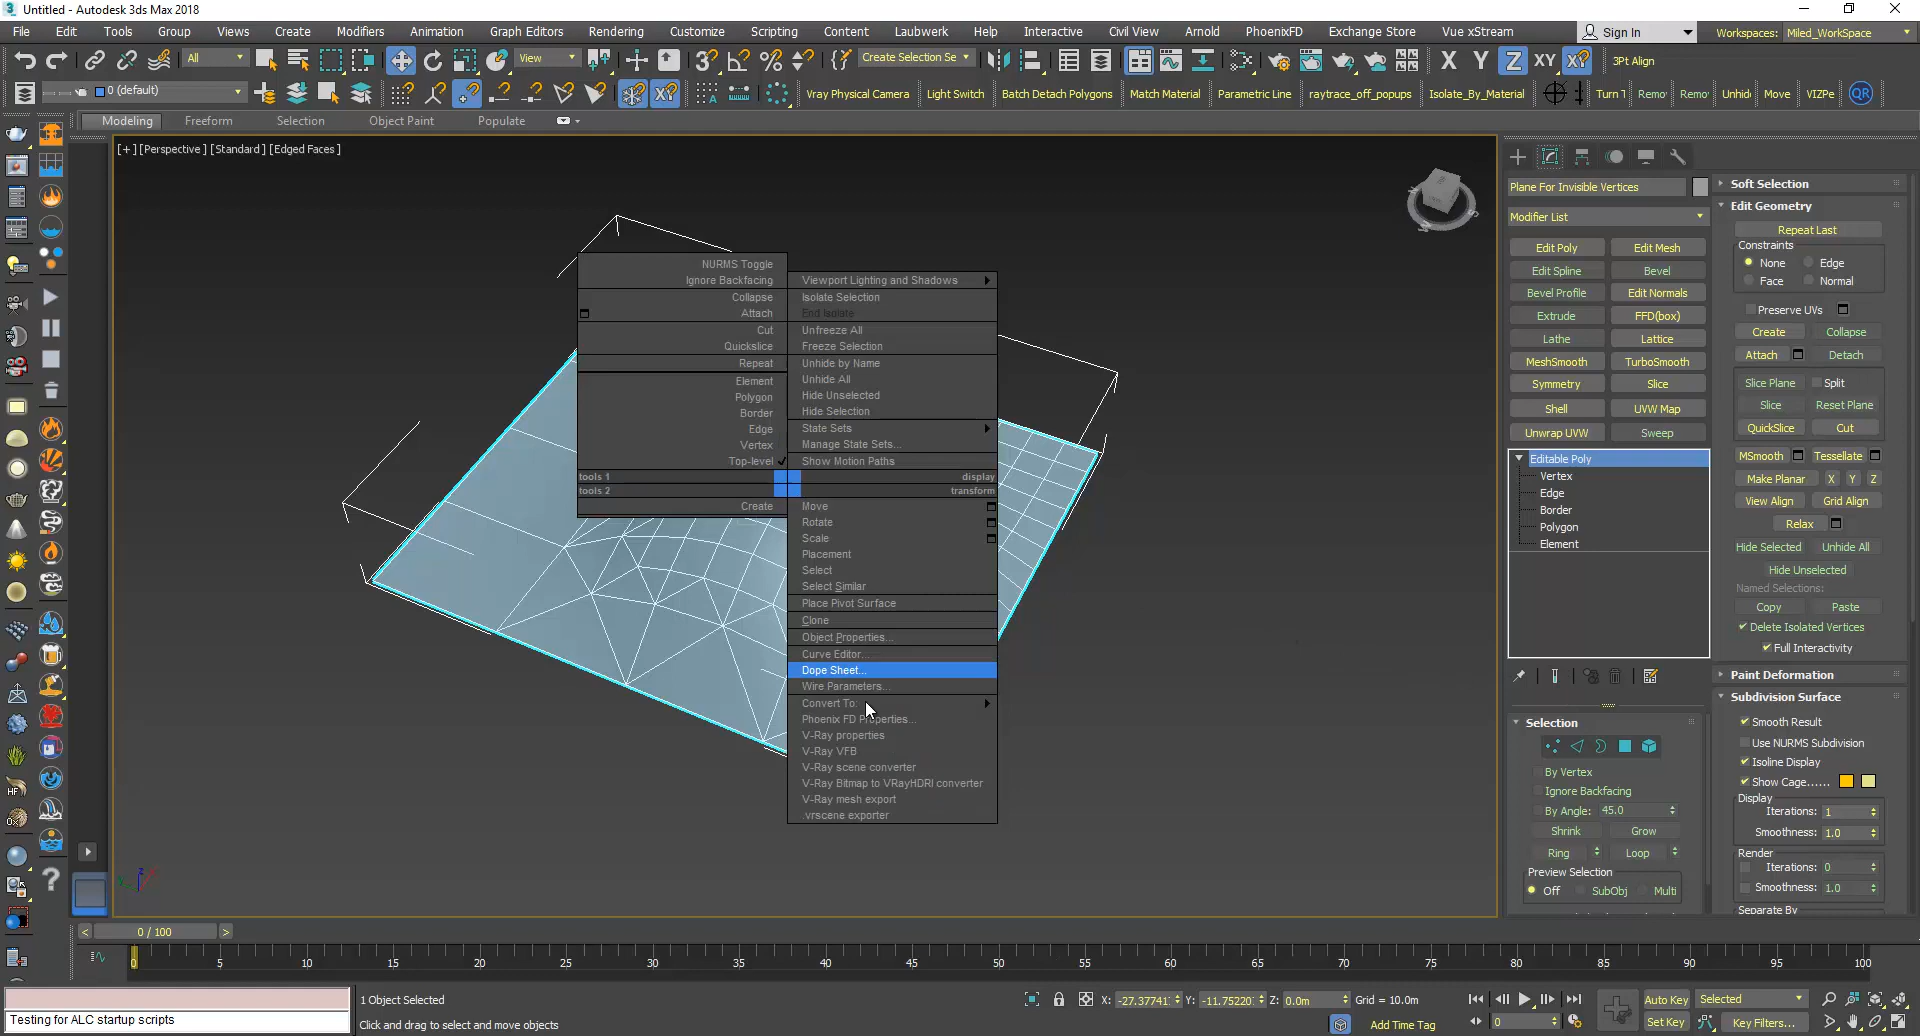 Untitled - Autodesk 3ds Max 2018
File Edit Tools Group Views Create Modifiers Animation Graph Editors Rendering Customize Scripting Content Laubwerk Help Interactive Civil View Arnold PhoenixFD Exchange Store Vue xStream Sign In Workspaces: Miled_WorkSpace
All View Create Selection Se X Y Z XY XY 3Pt Align
0 (default) XY Vray Physical Camera Light Switch Batch Detach Polygons Match Material Parametric Line raytrace_off_popups Isolate_By_Material Turn 1 Remo Remo Unhid Move VIZPe QR
Modeling Freeform Selection Object Paint Populate
[+] [Perspective ] [Standard ] [Edged Faces ]
NURMS Toggle
Ignore Backfacing
Collapse
Attach
Cut
Quickslice
Repeat
Element
Polygon
Border
Edge
Vertex
Top-level
tools 1
tools 2
Create
Viewport Lighting and Shadows
Isolate Selection
End Isolate
Unfreeze All
Freeze Selection
Unhide by Name
Unhide All
Hide Unselected
Hide Selection
State Sets
Manage State Sets...
Show Motion Paths
display
transform
Move
Rotate
Scale
Placement
Select
Select Similar
Place Pivot Surface
Clone
Object Properties...
Curve Editor...
Dope Sheet...
Wire Parameters...
Convert To:
Phoenix FD Properties...
V-Ray properties
V-Ray VFB
V-Ray scene converter
V-Ray Bitmap to VRayHDRI converter
V-Ray mesh export
.vrscene exporter
Plane For Invisible Vertices
Modifier List
Edit Poly Edit Mesh
Edit Spline Bevel
Bevel Profile Edit Normals
Extrude FFD(box)
Lathe Lattice
MeshSmooth TurboSmooth
Symmetry Slice
Shell UVW Map
Unwrap UVW Sweep
Editable Poly
Vertex
Edge
Border
Polygon
Element
Selection
By Vertex
Ignore Backfacing
By Angle: 45.0
Shrink Grow
Ring Loop
Preview Selection
Off SubObj Multi
Soft Selection
Edit Geometry
Repeat Last
Constraints
None Edge
Face Normal
Preserve UVs
Create Collapse
Attach Detach
Slice Plane Split
Slice Reset Plane
QuickSlice Cut
MSmooth Tessellate
Make Planar X Y Z
View Align Grid Align
Relax
Hide Selected Unhide All
Hide Unselected
Named Selections:
Copy Paste
Delete Isolated Vertices
Full Interactivity
Paint Deformation
Subdivision Surface
Smooth Result
Use NURMS Subdivision
Isoline Display
Show Cage......
Display
Iterations: 1
Smoothness: 1.0
Render
Iterations: 0
Smoothness: 1.0
Separate By
HF
< 0 / 100 >
0 5 10 15 20 25 30 35 40 45 50 55 60 65 70 75 80 85 90 95 100
Testing for ALC startup scripts
1 Object Selected
Click and drag to select and move objects
X: -27.37741 Y: -11.75220 Z: 0.0m Grid = 10.0m
Add Time Tag
0
Auto Key Selected
Set Key Key Filters...